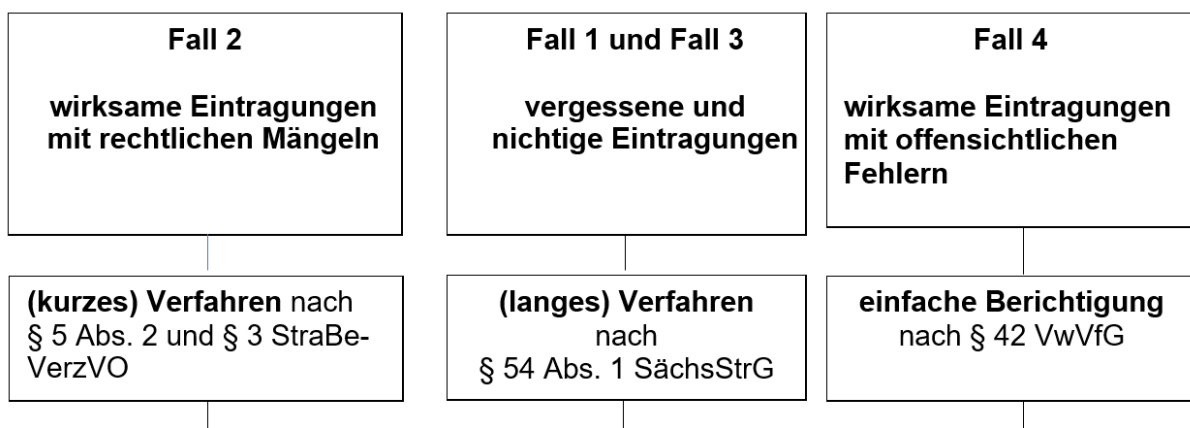 Fall 2
wirksame Eintragungen
mit rechtlichen Mängeln
(kurzes) Verfahren nach
§ 5 Abs. 2 und § 3 StraBe-
VerzVO
Fall 1 und Fall 3
vergessene und
nichtige Eintragungen
(langes) Verfahren
nach
§ 54 Abs. 1 SächsStrG
Fall 4
wirksame Eintragungen
mit offensichtlichen
Fehlern
einfache Berichtigung
nach § 42 VwVfG